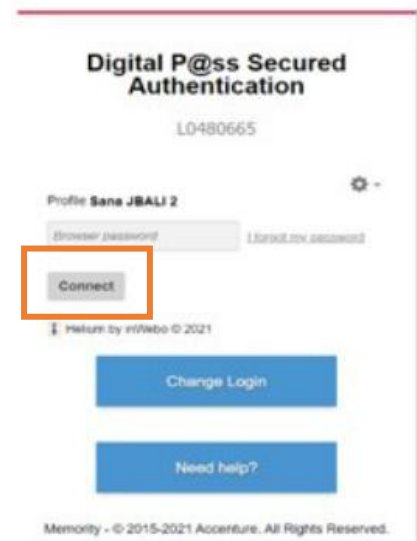 Digital P@ss Secured
Authentication
L0480665
Profile Sana JBALI 2
Browser password I forgot my password
Connect
Helium by inWebo © 2021
Change Login
Need help?
Memority - © 2015-2021 Accenture. All Rights Reserved.